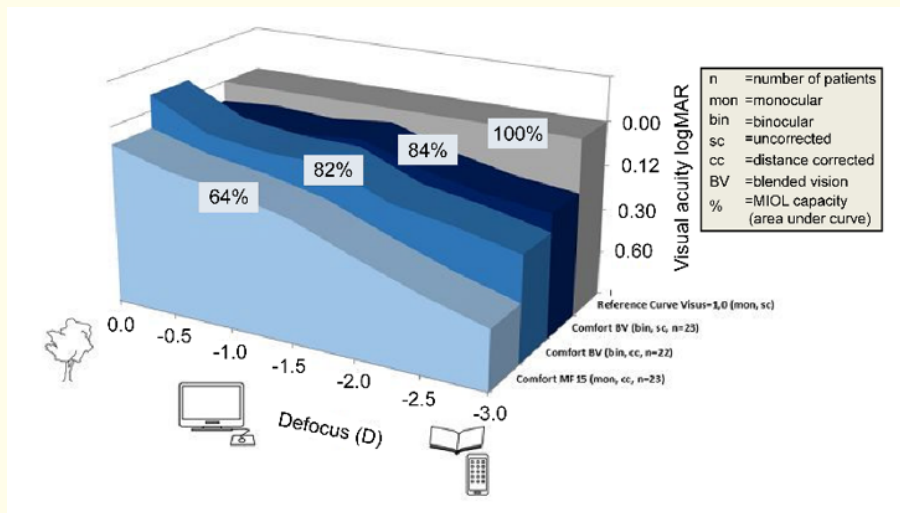 100%
84%
82%
64%
0.00
0.12
0.30
0.60
Visual acuity logMAR
n =number of patients
mon =monocular
bin =binocular
sc =uncorrected
cc =distance corrected
BV =blended vision
% =MIOL capacity
(area under curve)
Reference Curve Visus=1,0 (mon, sc)
Comfort BV (bin, sc, n=23)
Comfort BV (bin, cc, n=22)
Comfort MF15 (mon, cc, n=23)
0.0
-0.5
-1.0
-1.5
-2.0
-2.5
-3.0
Defocus (D)